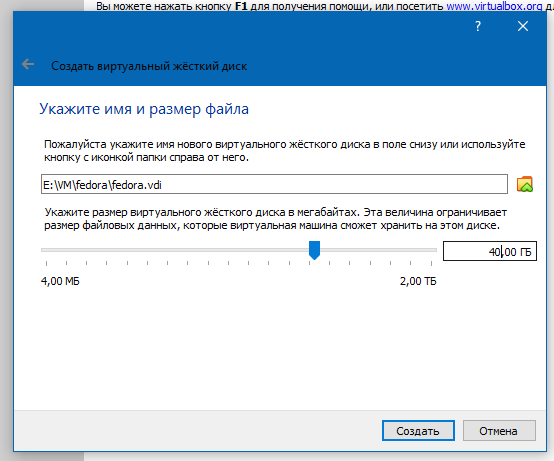 Вы можете нажать кнопку F1 для получения помощи, или посетить www.virtualbox.org д
?
Создать виртуальный жёсткий диск
Укажите имя и размер файла
Пожалуйста укажите имя нового виртуального жёсткого диска в поле снизу или используйте
кнопку с иконкой папки справа от него.
E:\VM\fedora\fedora.vdi
Укажите размер виртуального жёсткого диска в мегабайтах. Эта величина ограничивает
размер файловых данных, которые виртуальная машина сможет хранить на этом диске.
40,00 ГБ
4,00 МБ 2,00 ТБ
Создать Отмена